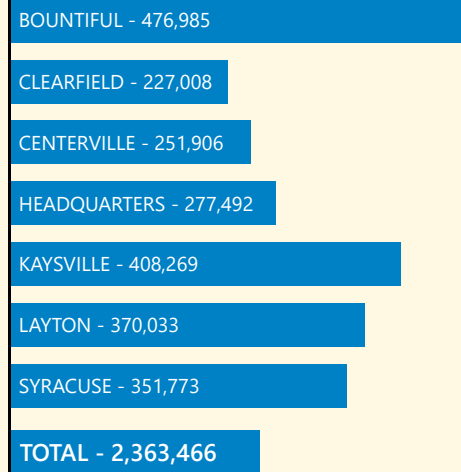 BOUNTIFUL - 476,985
CLEARFIELD - 227,008
CENTERVILLE - 251,906
HEADQUARTERS - 277,492
KAYSVILLE - 408,269
LAYTON - 370,033
SYRACUSE - 351,773
TOTAL - 2,363,466